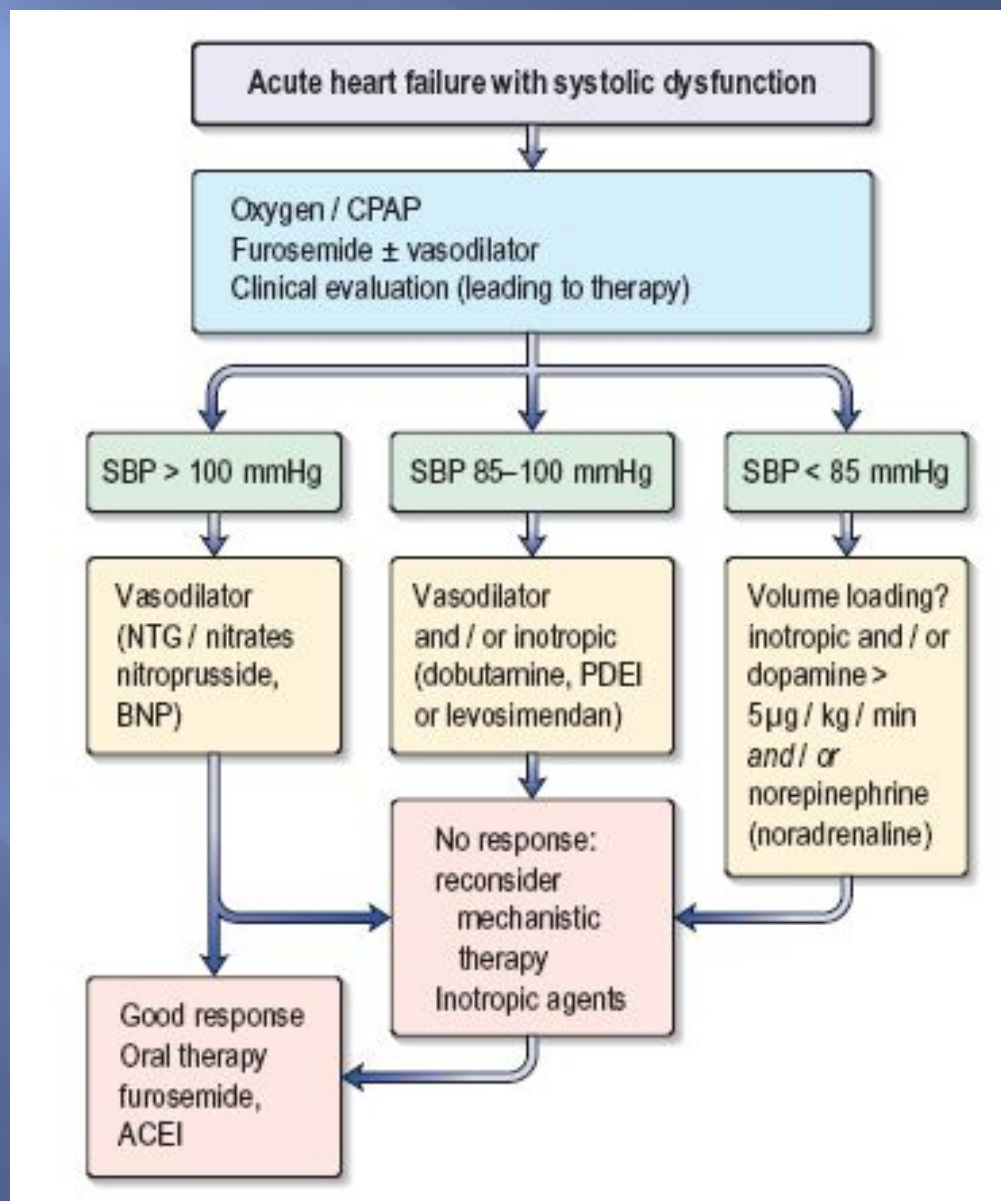 Acute heart failure with systolic dysfunction
Oxygen / CPAP
Furosemide ± vasodilator
Clinical evaluation (leading to therapy)
SBP > 100 mmHg
SBP 85–100 mmHg
SBP < 85 mmHg
Vasodilator
(NTG / nitrates
nitroprusside,
BNP)
Vasodilator
and / or inotropic
(dobutamine, PDEI
or levosimendan)
Volume loading?
inotropic and / or
dopamine >
5µg / kg / min
and / or
norepinephrine
(noradrenaline)
No response:
reconsider
mechanistic
therapy
Inotropic agents
Good response
Oral therapy
furosemide,
ACEI